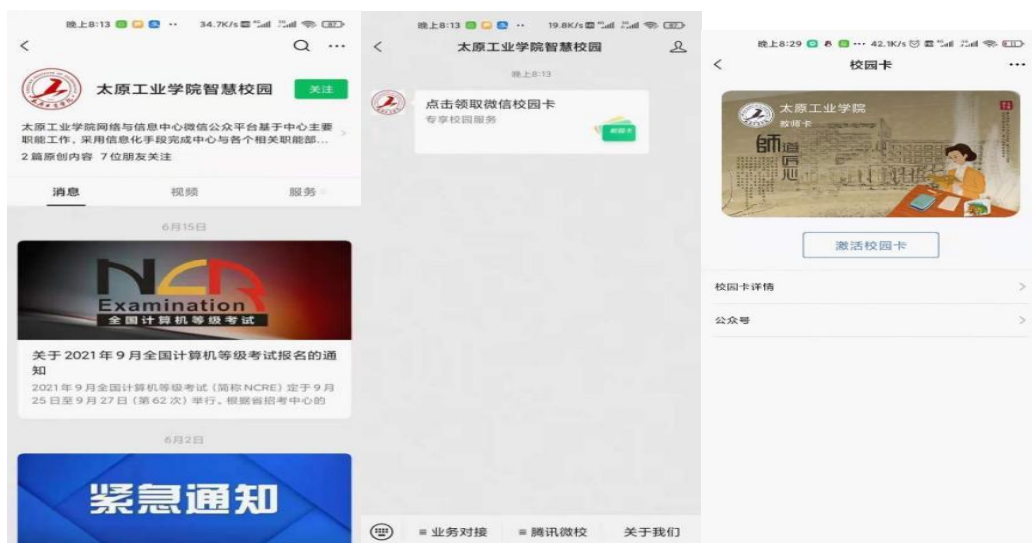 晚上8:13
34.7K/s
太原工业学院智慧校园
关注
太原工业学院网络与信息中心微信公众平台基于中心主要
职能工作，采用信息化手段完成中心与各个相关职能部...
2篇原创内容 7位朋友关注
消息
视频
服务
6月15日
NCR
Examination
全国计算机等级考试
关于2021年9月全国计算机等级考试报名的通
知
2021年9月全国计算机等级考试（简称NCRE）定于9月
25日至9月27日（第62次）举行。根据省招考中心的
6月2日
紧急通知
晚上8:13
19.8K/s
太原工业学院智慧校园
晚上8:13
点击领取微信校园卡
专享校园服务
校园卡
业务对接
腾讯微校
关于我们
晚上8:29
42.1K/s
校园卡
太原工业学院
教师卡
師道
匠心
激活校园卡
校园卡详情
公众号